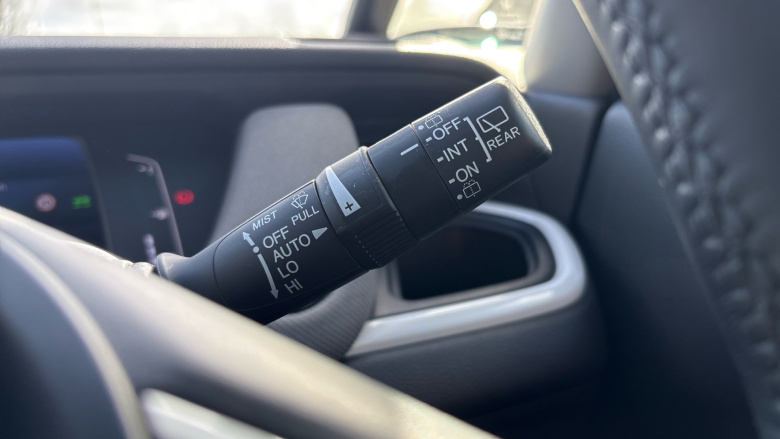 MIST
PULL
OFF
AUTO
LO
HI
+
OFF
INT
ON
REAR